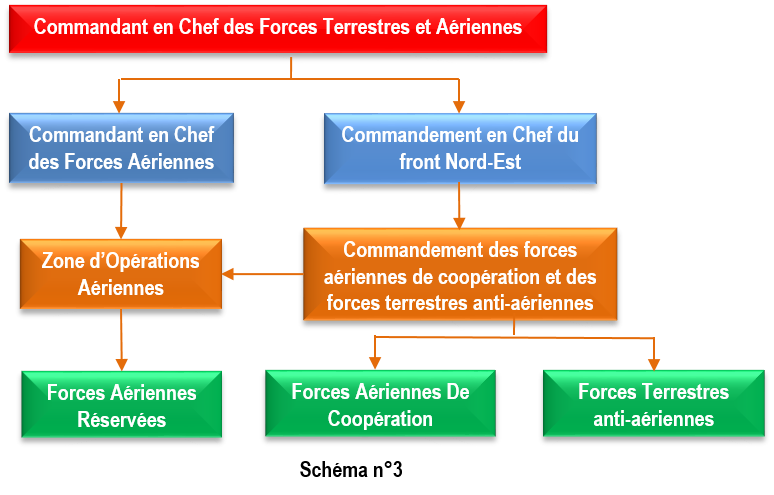 Commandant en Chef des Forces Terrestres et Aériennes
Commandant en Chef
des Forces Aériennes
Commandement en Chef du
front Nord-Est
Zone d’Opérations
Aériennes
Commandement des forces
aériennes de coopération et des
forces terrestres anti-aériennes
Forces Aériennes
Réservées
Forces Aériennes De
Coopération
Forces Terrestres
anti-aériennes
Schéma n°3